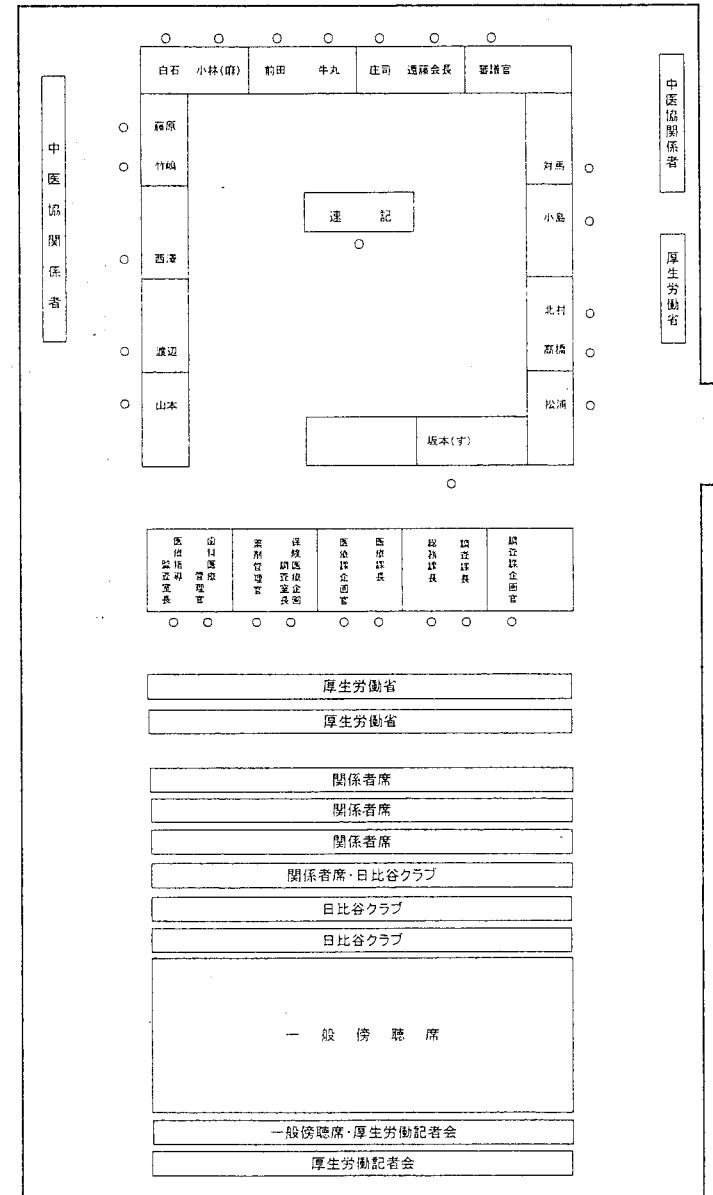 白石 小林(麻) 前田 牛丸 庄司 遠藤会長 審議官
中医協関係者
藤原
竹嶋
西澤
渡辺
山本
速記
対馬
小島
北村
高橋
松浦
坂本(す)
中医協関係者
厚生労働省
医療指導監査室長
歯科医療管理官
薬剤管理官
保険医療企画調査室長
医療課企画官
医療課長
総務課長
調査課長
調査課企画官
厚生労働省
厚生労働省
関係者席
関係者席
関係者席
関係者席・日比谷クラブ
日比谷クラブ
日比谷クラブ
一般傍聴席
一般傍聴席・厚生労働記者会
厚生労働記者会